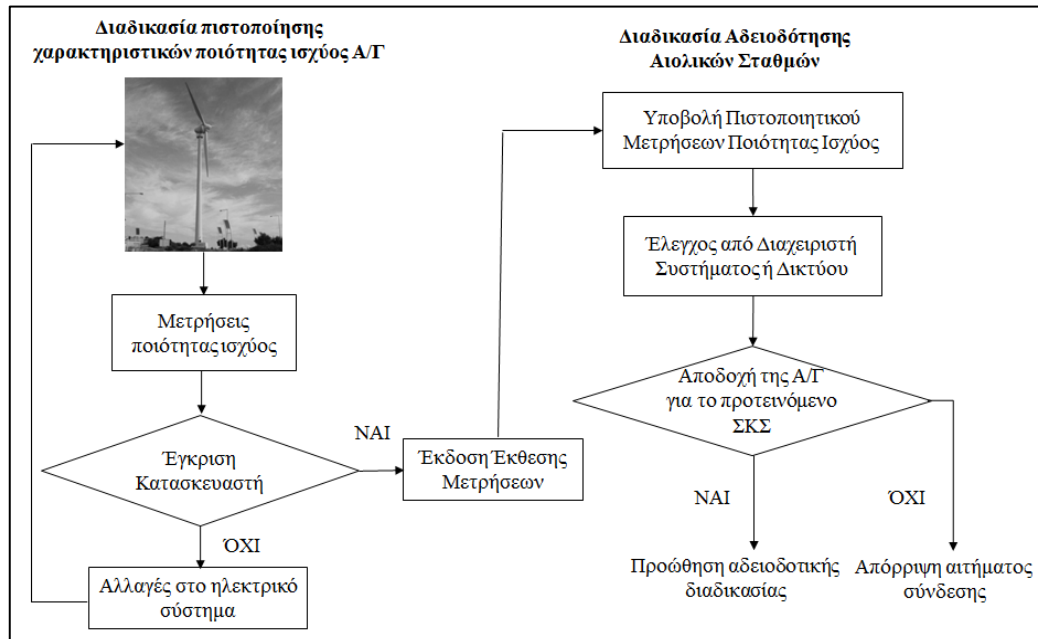 Διαδικασία πιστοποίησης
χαρακτηριστικών ποιότητας ισχύος Α/Γ
Μετρήσεις
ποιότητας ισχύος
Έγκριση
Κατασκευαστή
ΝΑΙ
ΌΧΙ
Αλλαγές στο ηλεκτρικό
σύστημα
Έκδοση Έκθεσης
Μετρήσεων
Διαδικασία Αδειοδότησης
Αιολικών Σταθμών
Υποβολή Πιστοποιητικού
Μετρήσεων Ποιότητας Ισχύος
Έλεγχος από Διαχειριστή
Συστήματος ή Δικτύου
Αποδοχή της Α/Γ
για το προτεινόμενο
ΣΚΣ
ΝΑΙ
ΌΧΙ
Προώθηση αδειοδοτικής
διαδικασίας
Απόρριψη αιτήματος
σύνδεσης